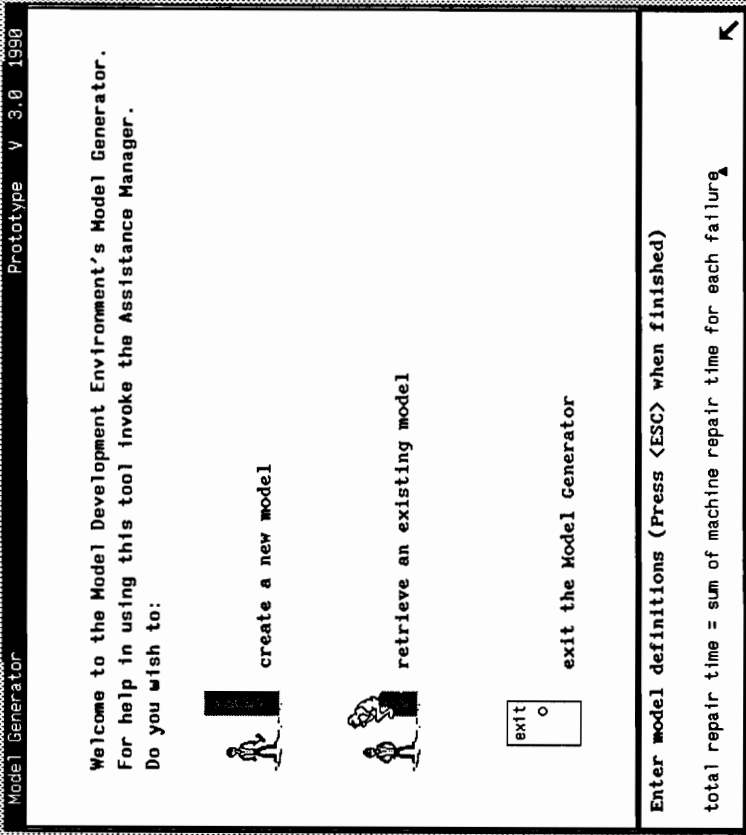 Model Generator Prototype V 3.0 1990
Welcome to the Model Development Environment's Model Generator.
For help in using this tool invoke the Assistance Manager.
Do you wish to:
create a new model
retrieve an existing model
exit
exit the Model Generator
Enter model definitions (Press <ESC> when finished)
total repair time = sum of machine repair time for each failure